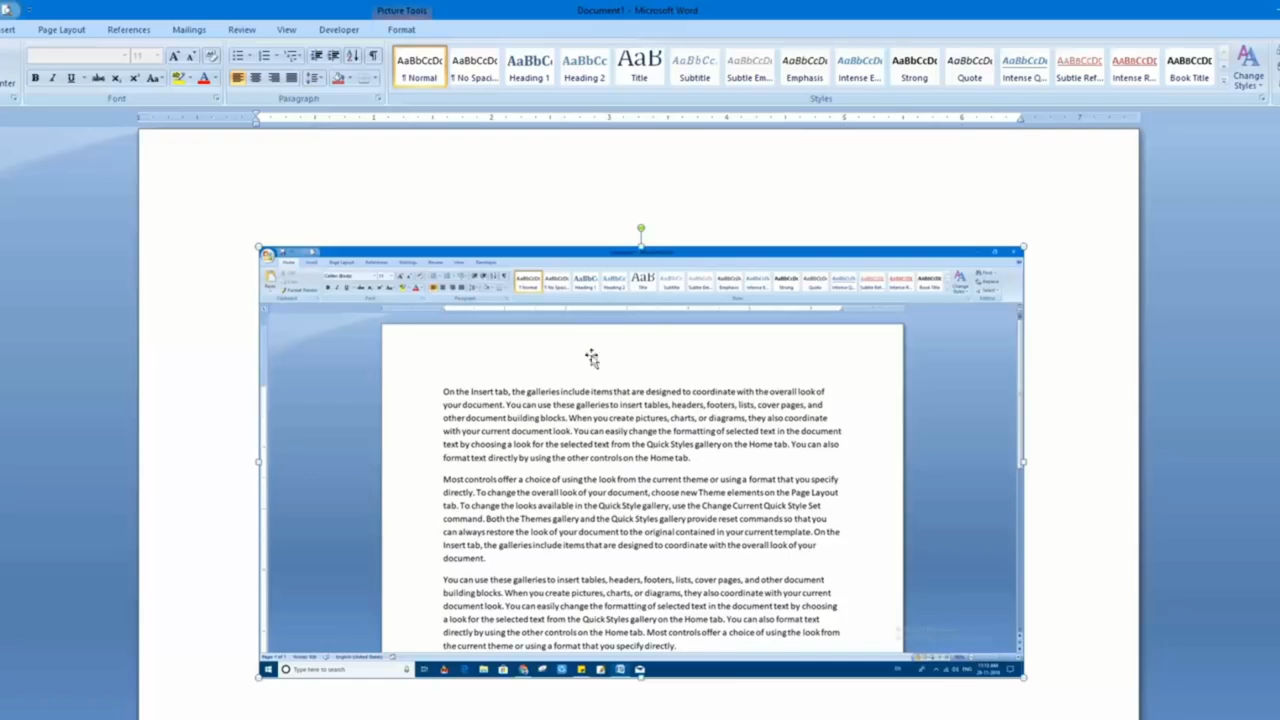 Picture Tools
Document1 - Microsoft Word
Page Layout References Mailings Review View Developer Format
11
AaBbCcDc AaBbCcDc AaBbCc AaBbCc AaB AaBbCc. AaBbCcDc AaBbCcDc AaBbCcDc AaBbCcDc AaBbCcDc AaBbCcDc AABBCCDC AABBCCDC AABBCCDC
¶ Normal ¶ No Spaci... Heading 1 Heading 2 Title Subtitle Subtle Em... Emphasis Intense E... Strong Quote Intense Q... Subtle Ref... Intense R... Book Title Change Styles
Font Paragraph Styles
1 2 3 4 5 6 7
On the Insert tab, the galleries include items that are designed to coordinate with the overall look of
your document. You can use these galleries to insert tables, headers, footers, lists, cover pages, and
other document building blocks. When you create pictures, charts, or diagrams, they also coordinate
with your current document look. You can easily change the formatting of selected text in the document
text by choosing a look for the selected text from the Quick Styles gallery on the Home tab. You can also
format text directly by using the other controls on the Home tab.
Most controls offer a choice of using the look from the current theme or using a format that you specify
directly. To change the overall look of your document, choose new Theme elements on the Page Layout
tab. To change the looks available in the Quick Style gallery, use the Change Current Quick Style Set
command. Both the Themes gallery and the Quick Styles gallery provide reset commands so that you
can always restore the look of your document to the original contained in your current template. On the
Insert tab, the galleries include items that are designed to coordinate with the overall look of your
document.
You can use these galleries to insert tables, headers, footers, lists, cover pages, and other document
building blocks. When you create pictures, charts, or diagrams, they also coordinate with your current
document look. You can easily change the formatting of selected text in the document text by choosing
a look for the selected text from the Quick Styles gallery on the Home tab. You can also format text
directly by using the other controls on the Home tab. Most controls offer a choice of using the look from
the current theme or using a format that you specify directly.
Type here to search